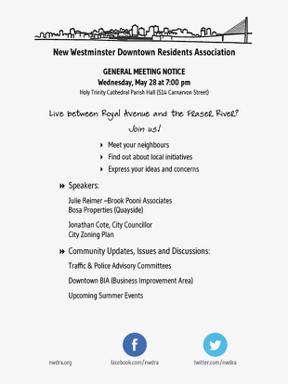 New Westminster Downtown Residents Association
GENERAL MEETING NOTICE
Wednesday, May 28 at 7:00 pm
Holy Trinity Cathedral Parish Hall (514 Carnarvon Street)
Live between Royal Avenue and the Fraser River?
Join us!
Meet your neighbours
Find out about local initiatives
Express your ideas and concerns
Speakers:
Julie Reimer –Brook Pooni Associates
Bosa Properties (Quayside)
Jonathan Cote, City Councillor
City Zoning Plan
Community Updates, Issues and Discussions:
Traffic & Police Advisory Committees
Downtown BIA (Business Improvement Area)
Upcoming Summer Events
nwdra.org
facebook.com/nwdra
twitter.com/nwdra